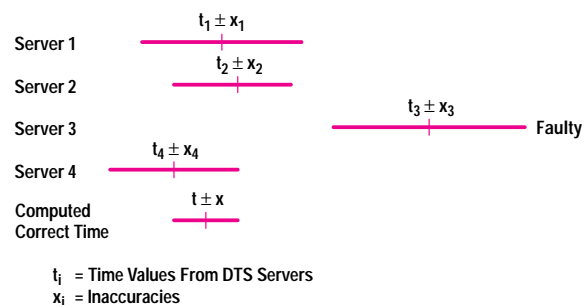 t₁ ± x₁
Server 1
t₂ ± x₂
Server 2
t₃ ± x₃
Server 3 Faulty
t₄ ± x₄
Server 4
t ± x
Computed
Correct Time
tᵢ = Time Values From DTS Servers
xᵢ = Inaccuracies